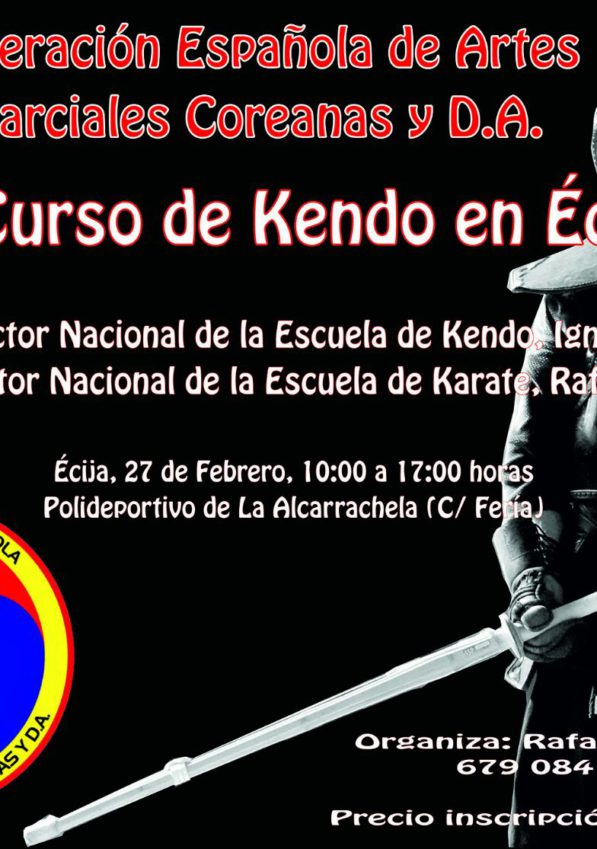 eración Española de Artes
arciales Coreanas y D.A.
Curso de Kendo en Éc
ctor Nacional de la Escuela de Kendo, Ign
tor Nacional de la Escuela de Karate, Raf
Écija, 27 de Febrero, 10:00 a 17:00 horas
Polideportivo de La Alcarrachela (C/ Feria)
OLA
AS Y D.A.
Organiza: Rafa
679 084
Precio inscripció